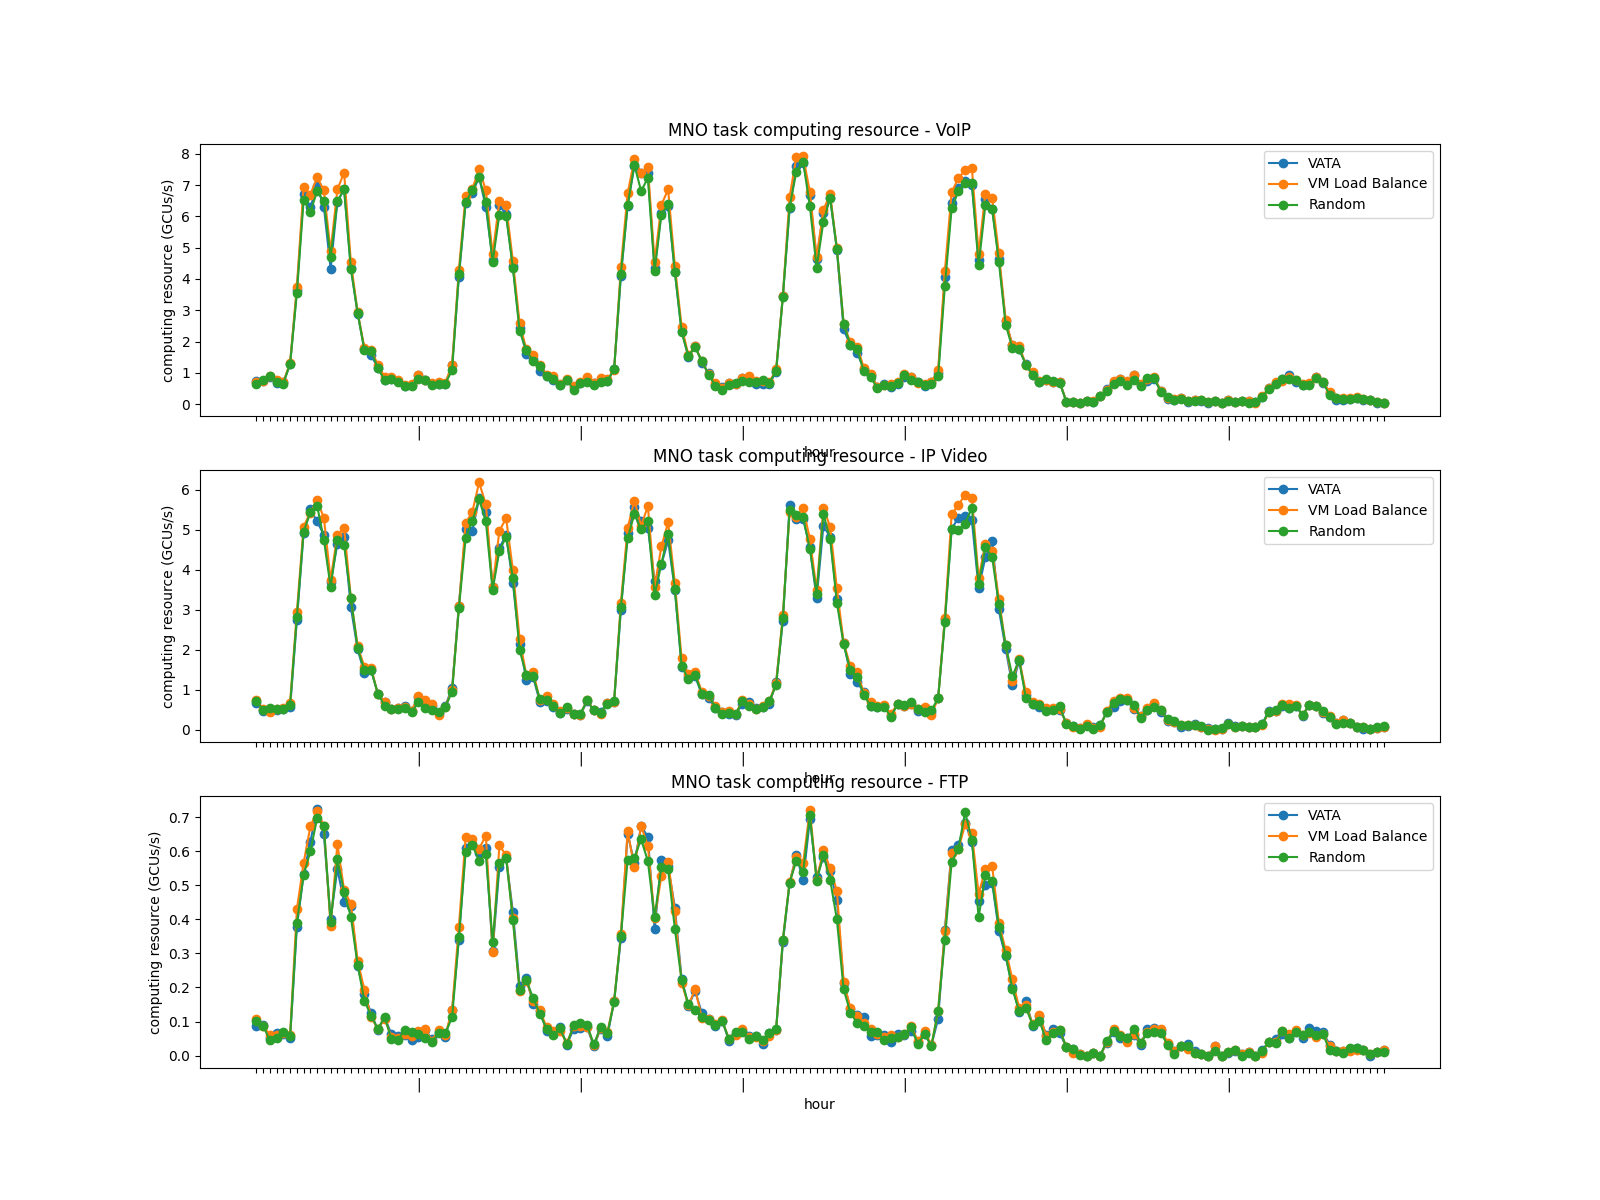 MNO task computing resource - VoIP
computing resource (GCUs/s)
8
7
6
5
4
3
2
1
0
VATA
VM Load Balance
Random
| | | | | |
hour
MNO task computing resource - IP Video
computing resource (GCUs/s)
6
5
4
3
2
1
0
VATA
VM Load Balance
Random
| | | | | |
hour
MNO task computing resource - FTP
computing resource (GCUs/s)
0.7
0.6
0.5
0.4
0.3
0.2
0.1
0.0
VATA
VM Load Balance
Random
| | | | | |
hour